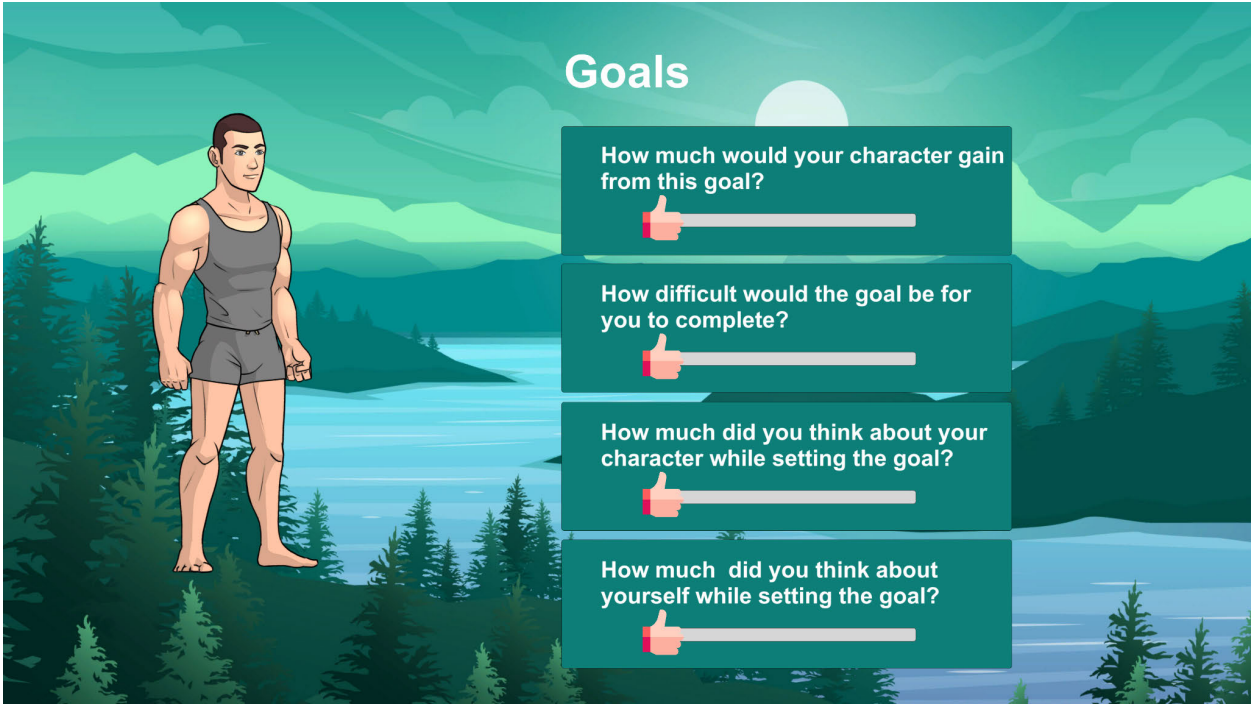 Goals
How much would your character gain
from this goal?
How difficult would the goal be for
you to complete?
How much did you think about your
character while setting the goal?
How much  did you think about
yourself while setting the goal?